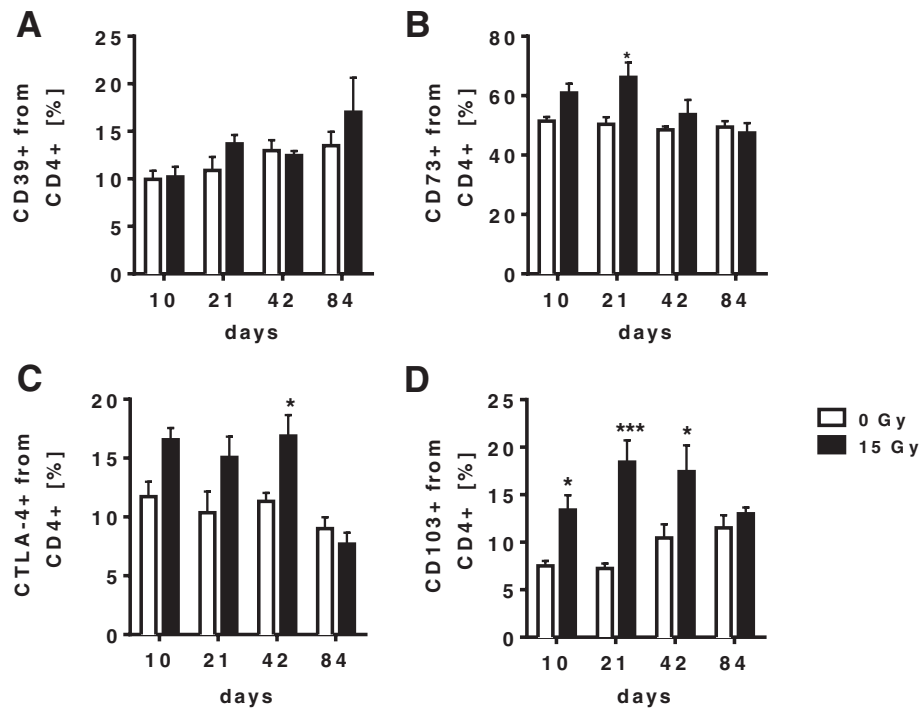 A
CD39+ from
CD4+ [%]
25
20
15
10
5
0
10 21 42 84
days
B
CD73+ from
CD4+ [%]
80
60
40
20
0
*
10 21 42 84
days
C
CTLA-4+ from
CD4+ [%]
20
15
10
5
0
*
10 21 42 84
days
D
CD103+ from
CD4+ [%]
25
20
15
10
5
0
* *** *
10 21 42 84
days
0 Gy
15 Gy